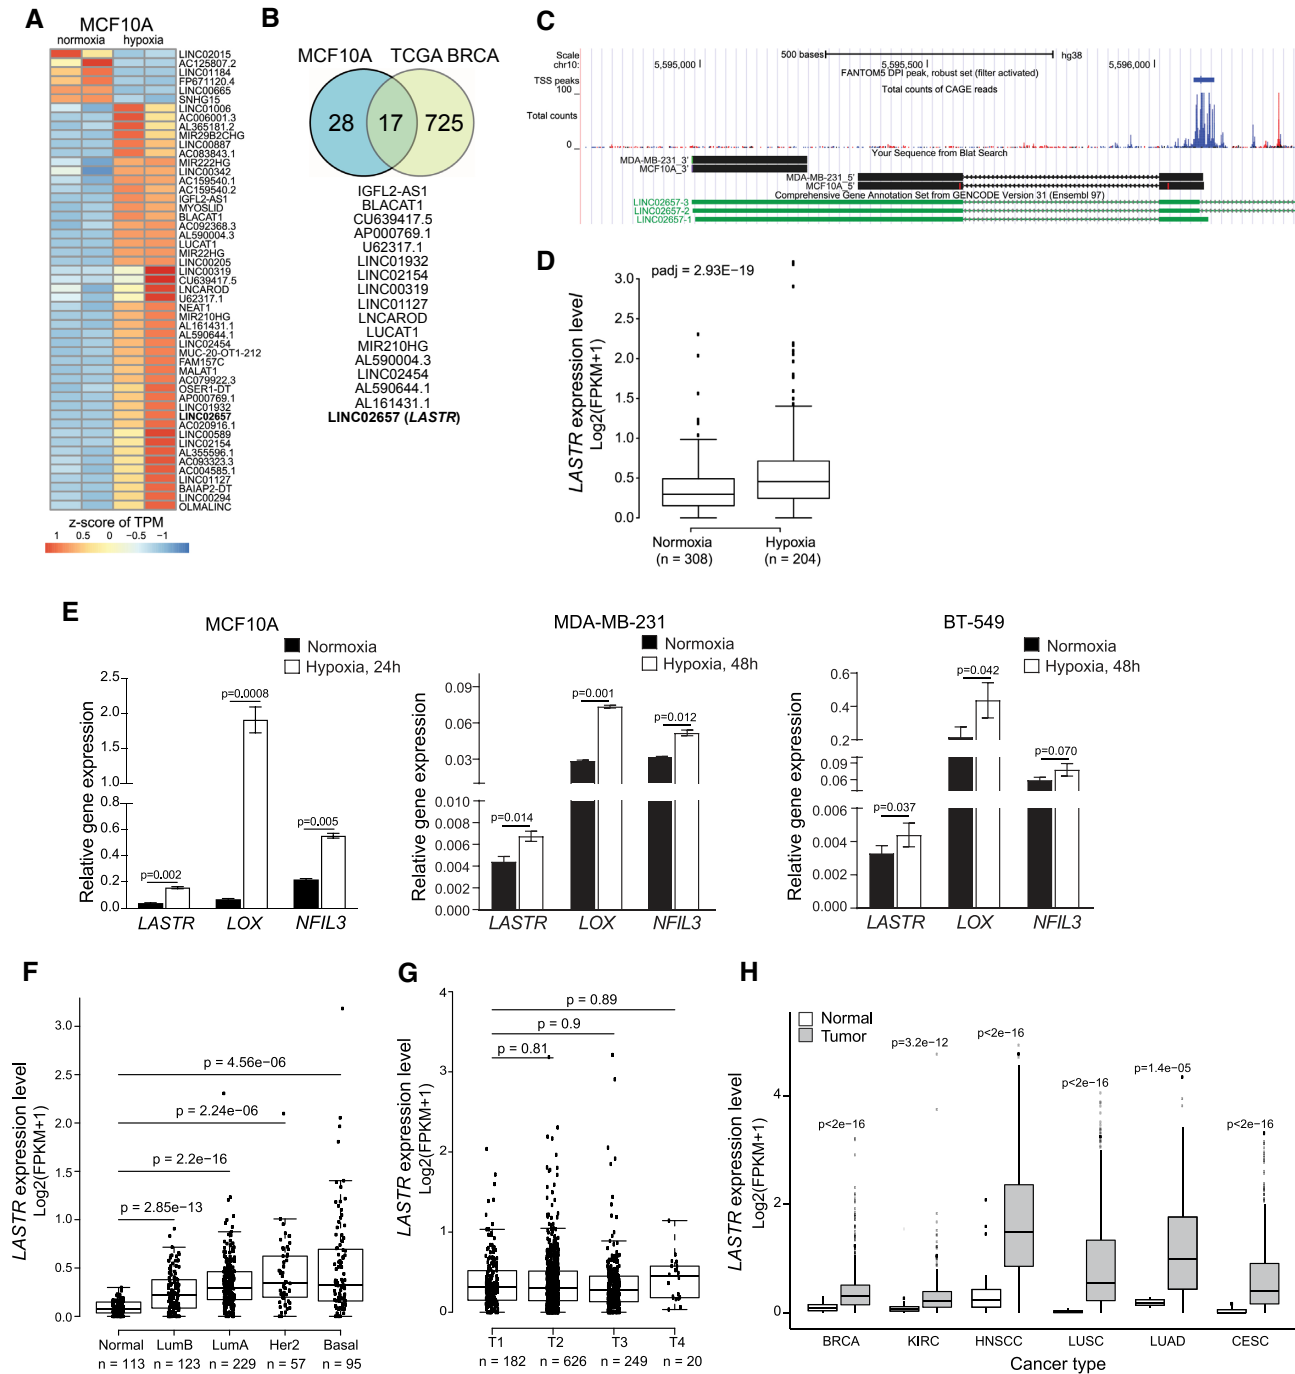 A
MCF10A
normoxia hypoxia
LINC02015
AC125807.2
LINC01184
FP671120.4
LINC00665
SNHG15
LINC01006
AC006001.3
AL365181.2
MIR29B2CHG
LINC00887
AC083843.1
MIR222HG
LINC00342
AC159540.1
AC159540.2
IGFL2-AS1
MYOSLID
BLACAT1
AC092368.3
AL590004.3
LUCAT1
MIR22HG
LINC00205
LINC00319
CU639417.5
LNCAROD
U62317.1
NEAT1
MIR210HG
AL161431.1
AL590644.1
LINC02454
MUC-20-OT1-212
FAM157C
MALAT1
AC079922.3
OSER1-DT
AP000769.1
LINC01932
LINC02657
AC020916.1
LINC00589
LINC02154
AL355596.1
AC093323.3
AC004585.1
LINC01127
BAIAP2-DT
LINC00294
OLMALINC
z-score of TPM
1 0.5 0 −0.5 −1
B
MCF10A TCGA BRCA
28 17 725
IGFL2-AS1
BLACAT1
CU639417.5
AP000769.1
U62317.1
LINC01932
LINC02154
LINC00319
LINC01127
LNCAROD
LUCAT1
MIR210HG
AL590004.3
LINC02454
AL590644.1
AL161431.1
LINC02657 (LASTR)
C
Scale 500 bases hg38
chr10: 5,595,000 5,595,500 5,596,000
FANTOM5 DPI peak, robust set (filter activated)
TSS peaks
Total counts of CAGE reads
100
Total counts
0
Your Sequence from Blat Search
MDA-MB-231_3'
MCF10A_3'
MDA-MB-231_5'
MCF10A_5'
Comprehensive Gene Annotation Set from GENCODE Version 31 (Ensembl 97)
LINC02657-3
LINC02657-2
LINC02657-1
D
padj = 2.93E−19
LASTR expression level
Log2(FPKM+1)
3.0
2.5
2.0
1.5
1.0
0.5
0.0
Normoxia Hypoxia
(n = 308) (n = 204)
E
MCF10A
Normoxia
Hypoxia, 24h
Relative gene expression
2.5
2.0
1.5
1.0
0.8
0.6
0.4
0.2
0.0
p=0.002
p=0.0008
p=0.005
LASTR LOX NFIL3
MDA-MB-231
Normoxia
Hypoxia, 48h
Relative gene expression
0.09
0.06
0.03
0.010
0.008
0.006
0.004
0.002
0.000
p=0.014
p=0.001
p=0.012
LASTR LOX NFIL3
BT-549
Normoxia
Hypoxia, 48h
Relative gene expression
0.6
0.4
0.2
0.09
0.06
0.006
0.004
0.002
0.000
p=0.037
p=0.042
p=0.070
LASTR LOX NFIL3
F
LASTR expression level
Log2(FPKM+1)
3.0
2.5
2.0
1.5
1.0
0.5
0.0
p = 4.56e−06
p = 2.24e−06
p = 2.2e−16
p = 2.85e−13
Normal LumB LumA Her2 Basal
n = 113 n = 123 n = 229 n = 57 n = 95
G
LASTR expression level
Log2(FPKM+1)
4
3
2
1
0
p = 0.89
p = 0.9
p = 0.81
T1 T2 T3 T4
n = 182 n = 626 n = 249 n = 20
H
Normal
Tumor
LASTR expression level
Log2(FPKM+1)
4
2
0
p<2e−16
p=3.2e−12
p<2e−16
p<2e−16
p=1.4e−05
p<2e−16
BRCA KIRC HNSCC LUSC LUAD CESC
Cancer type